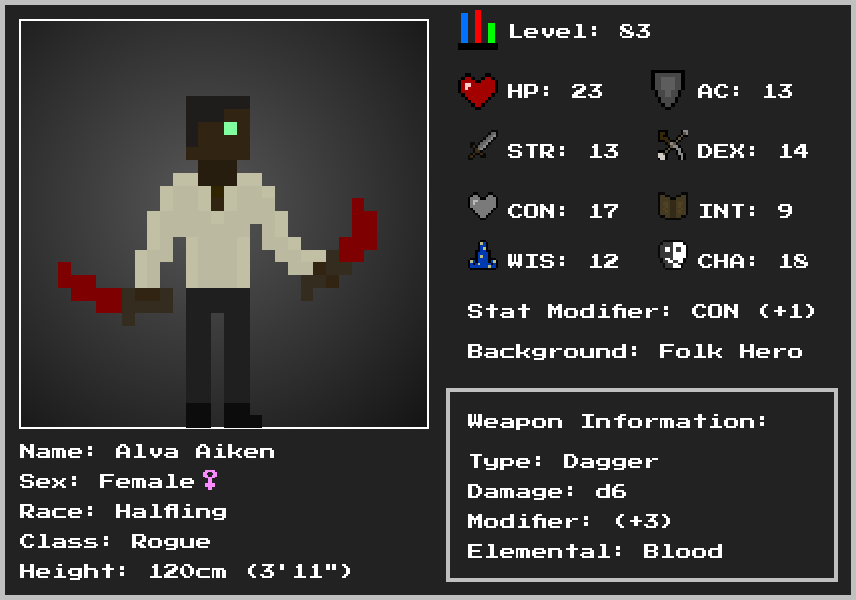 Level: 83
HP: 23 AC: 13
STR: 13 DEX: 14
CON: 17 INT: 9
WIS: 12 CHA: 18
Stat Modifier: CON (+1)
Background: Folk Hero
Weapon Information:
Type: Dagger
Damage: d6
Modifier: (+3)
Elemental: Blood
Name: Alva Aiken
Sex: Female♀
Race: Halfling
Class: Rogue
Height: 120cm (3'11")